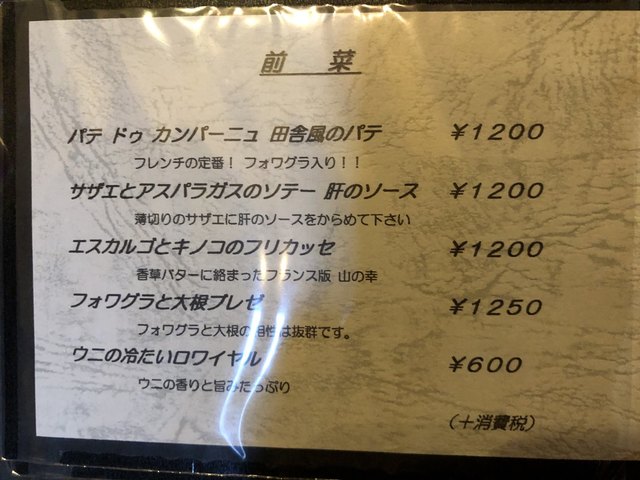 前 菜
パテ ドゥ カンパーニュ 田舎風のパテ ￥1200
フレンチの定番！ フォワグラ入り！！
サザエとアスパラガスのソテー 肝のソース ￥1200
薄切りのサザエに肝のソースをからめて下さい
エスカルゴとキノコのフリカッセ ￥1200
香草バターに絡まったフランス版 山の幸
フォワグラと大根ブレゼ ￥1250
フォワグラと大根の相性は抜群です。
ウニの冷たいロワイヤル ￥600
ウニの香りと旨みたっぷり
（＋消費税）